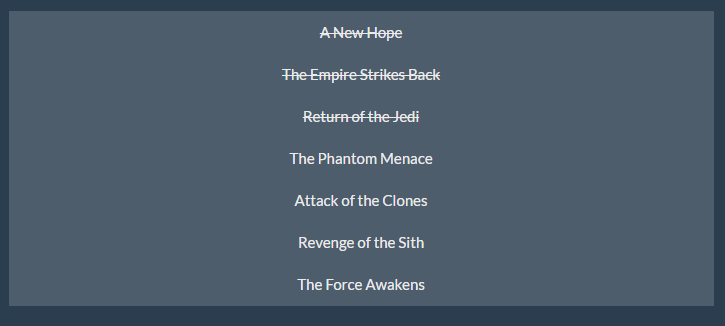 A New Hope
The Empire Strikes Back
Return of the Jedi
The Phantom Menace
Attack of the Clones
Revenge of the Sith
The Force Awakens